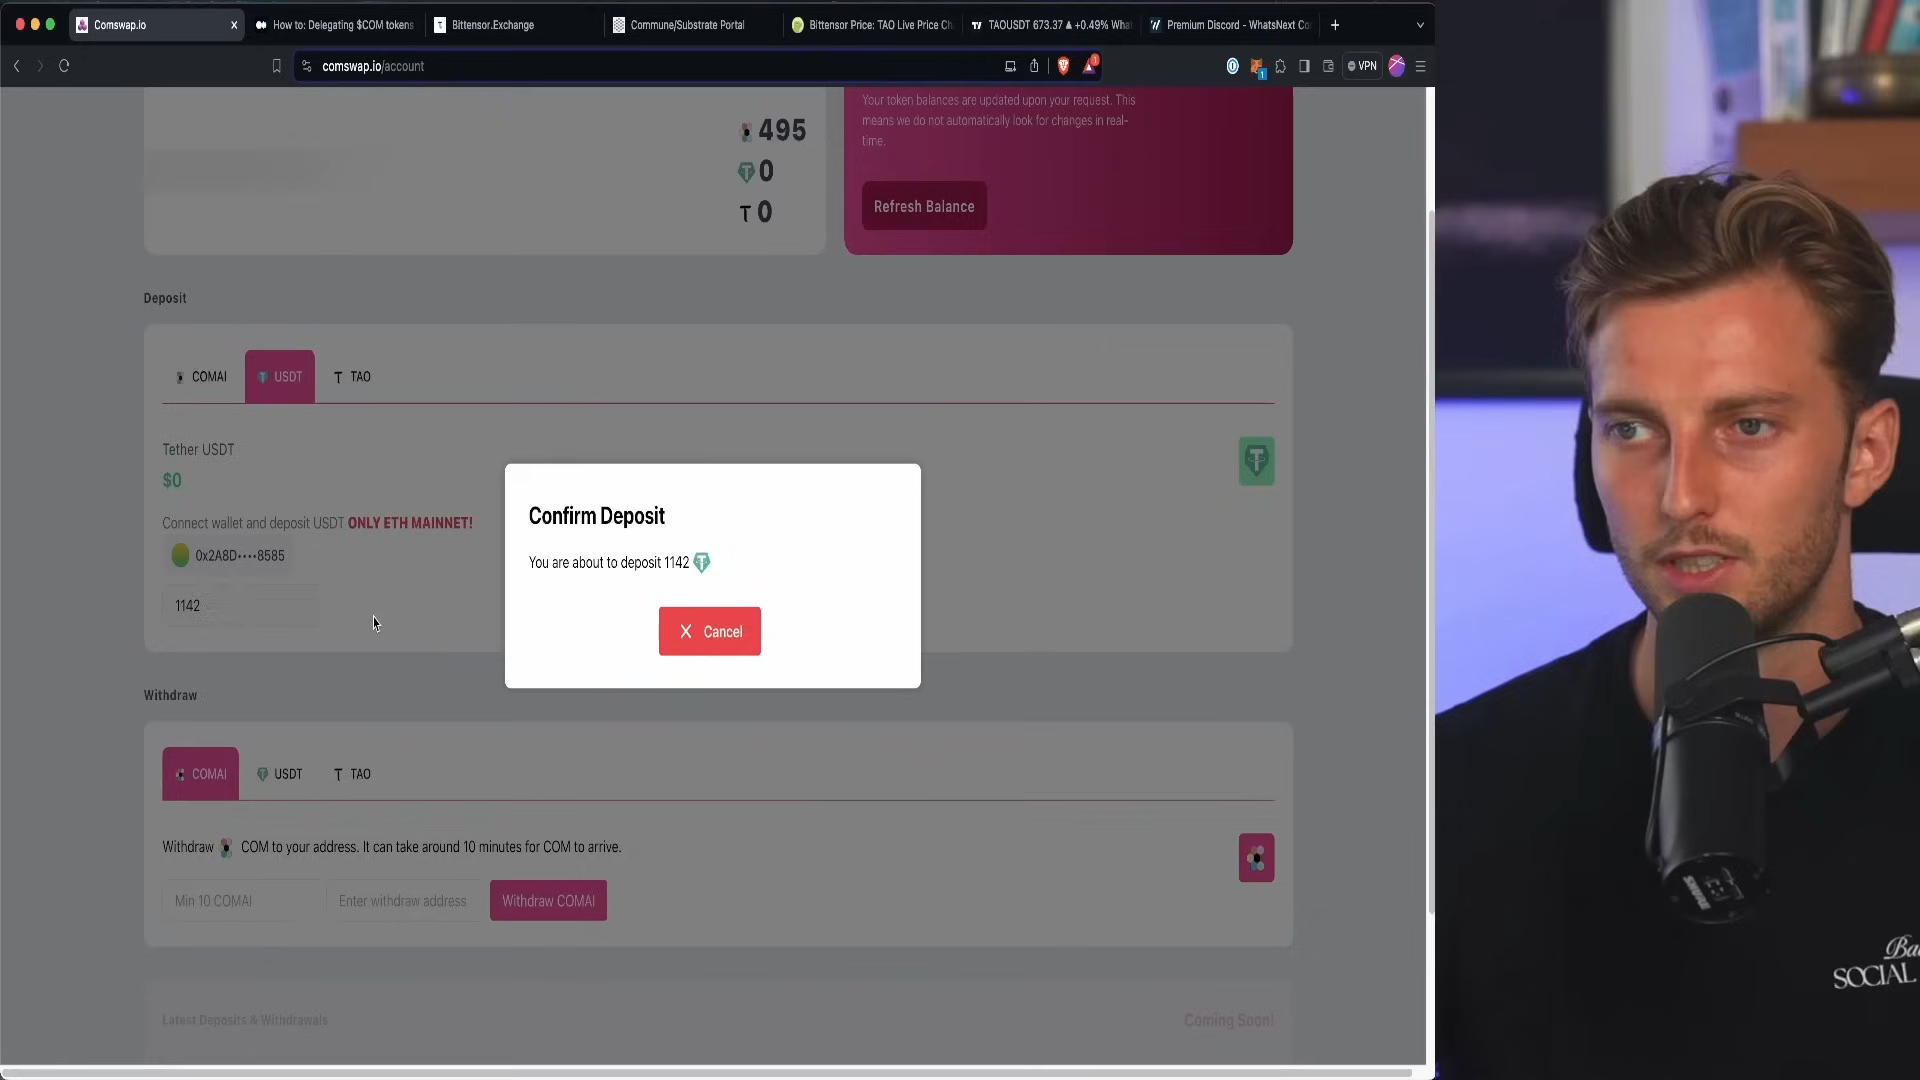 Comswap.io
How to: Delegating $COM tokens
Bittensor.Exchange
Commune/Substrate Portal
Bittensor Price: TAO Live Price Ch
TAOUSDT 673.37 ▲ +0.49% What
Premium Discord - WhatsNext Co
comswap.io/account
1
1
VPN
495
0
T 0
Your token balances are updated upon your request. This
means we do not automatically look for changes in real-
time.
Refresh Balance
Deposit
COMAI
USDT
TAO
Tether USDT
$0
Connect wallet and deposit USDT ONLY ETH MAINNET!
0x2A8D····8585
1142
Confirm Deposit
You are about to deposit 1142
X Cancel
Withdraw
COMAI
USDT
TAO
Withdraw COM to your address. It can take around 10 minutes for COM to arrive.
Min 10 COMAI
Enter withdraw address
Withdraw COMAI
Latest Deposits & Withdrawals
Coming Soon!
SHURE
SOCIAL